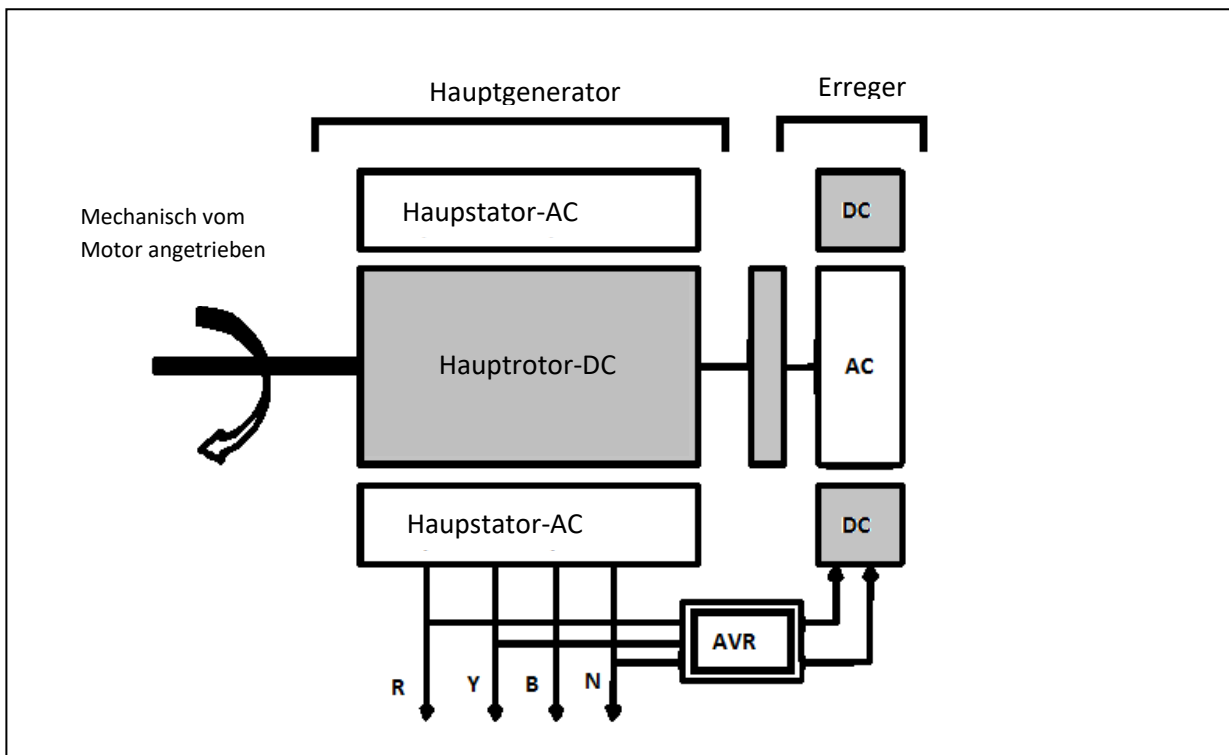 Hauptgenerator
Erreger
Haupstator-AC
DC
Mechanisch vom
Motor angetrieben
Hauptrotor-DC
AC
Haupstator-AC
DC
AVR
R Y B N